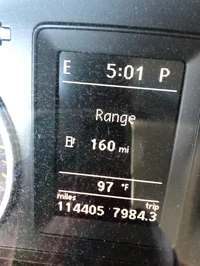 E 5:01 P
Range
160 mi
97 °F
miles trip
114405 7984.3